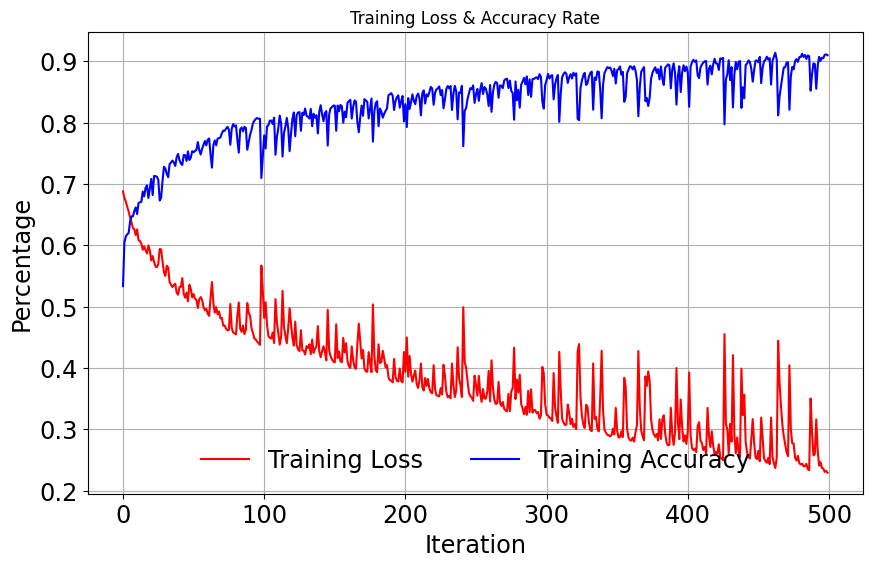 Training Loss & Accuracy Rate
Percentage
0.9
0.8
0.7
0.6
0.5
0.4
0.3
0.2
Training Loss
Training Accuracy
0 100 200 300 400 500
Iteration